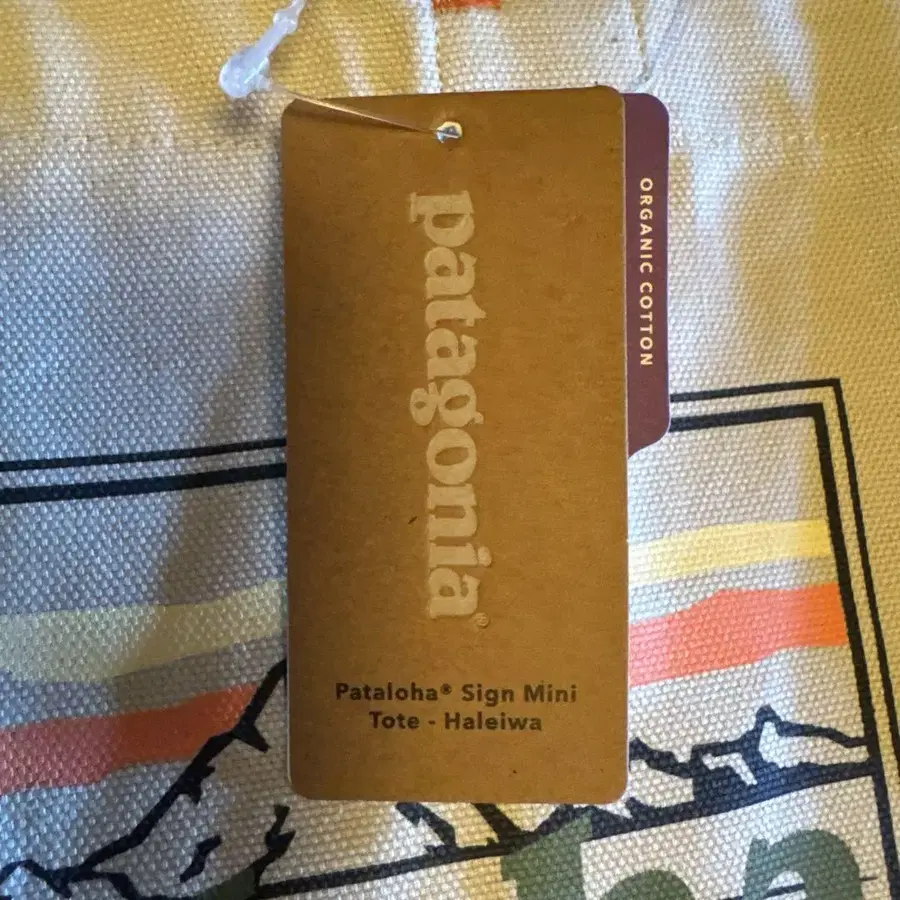 patagonia®
ORGANIC COTTON
Pataloha® Sign Mini
Tote - Haleiwa